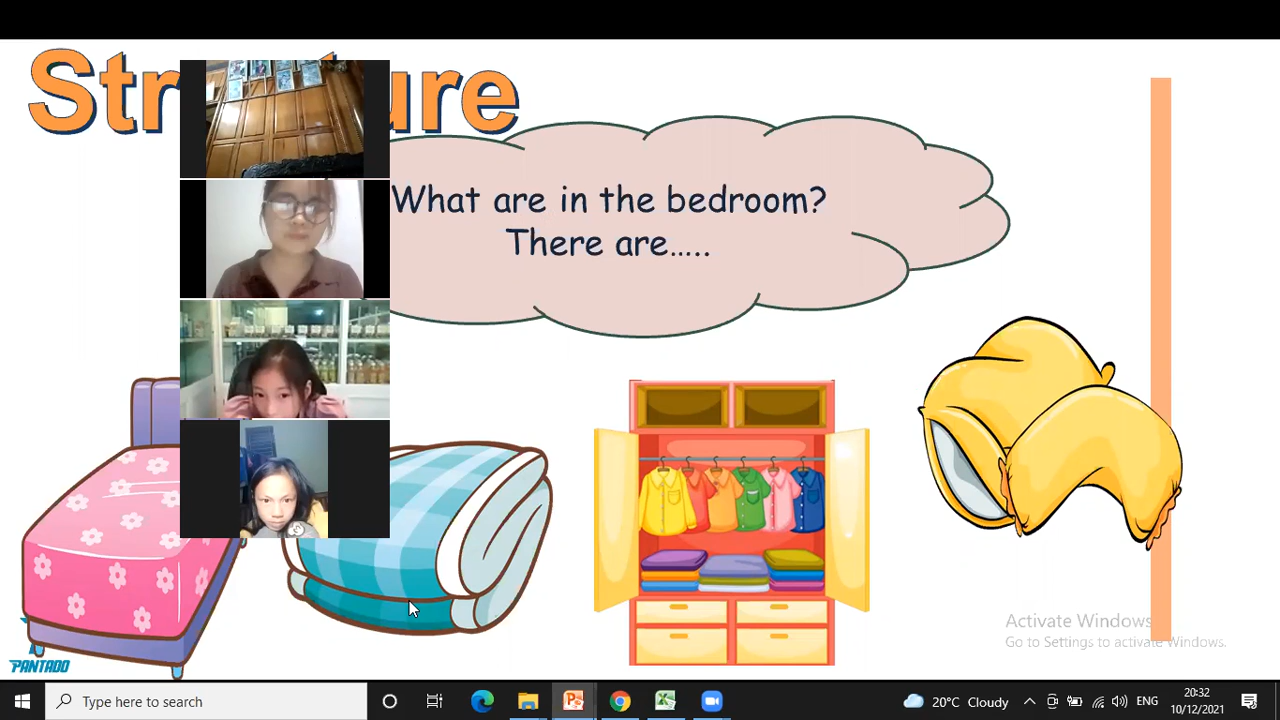 What are in the bedroom?
There are…..
Activate Windows
Go to Settings to activate Windows.
PANTADO
Type here to search
20°C Cloudy
ENG
20:32
10/12/2021